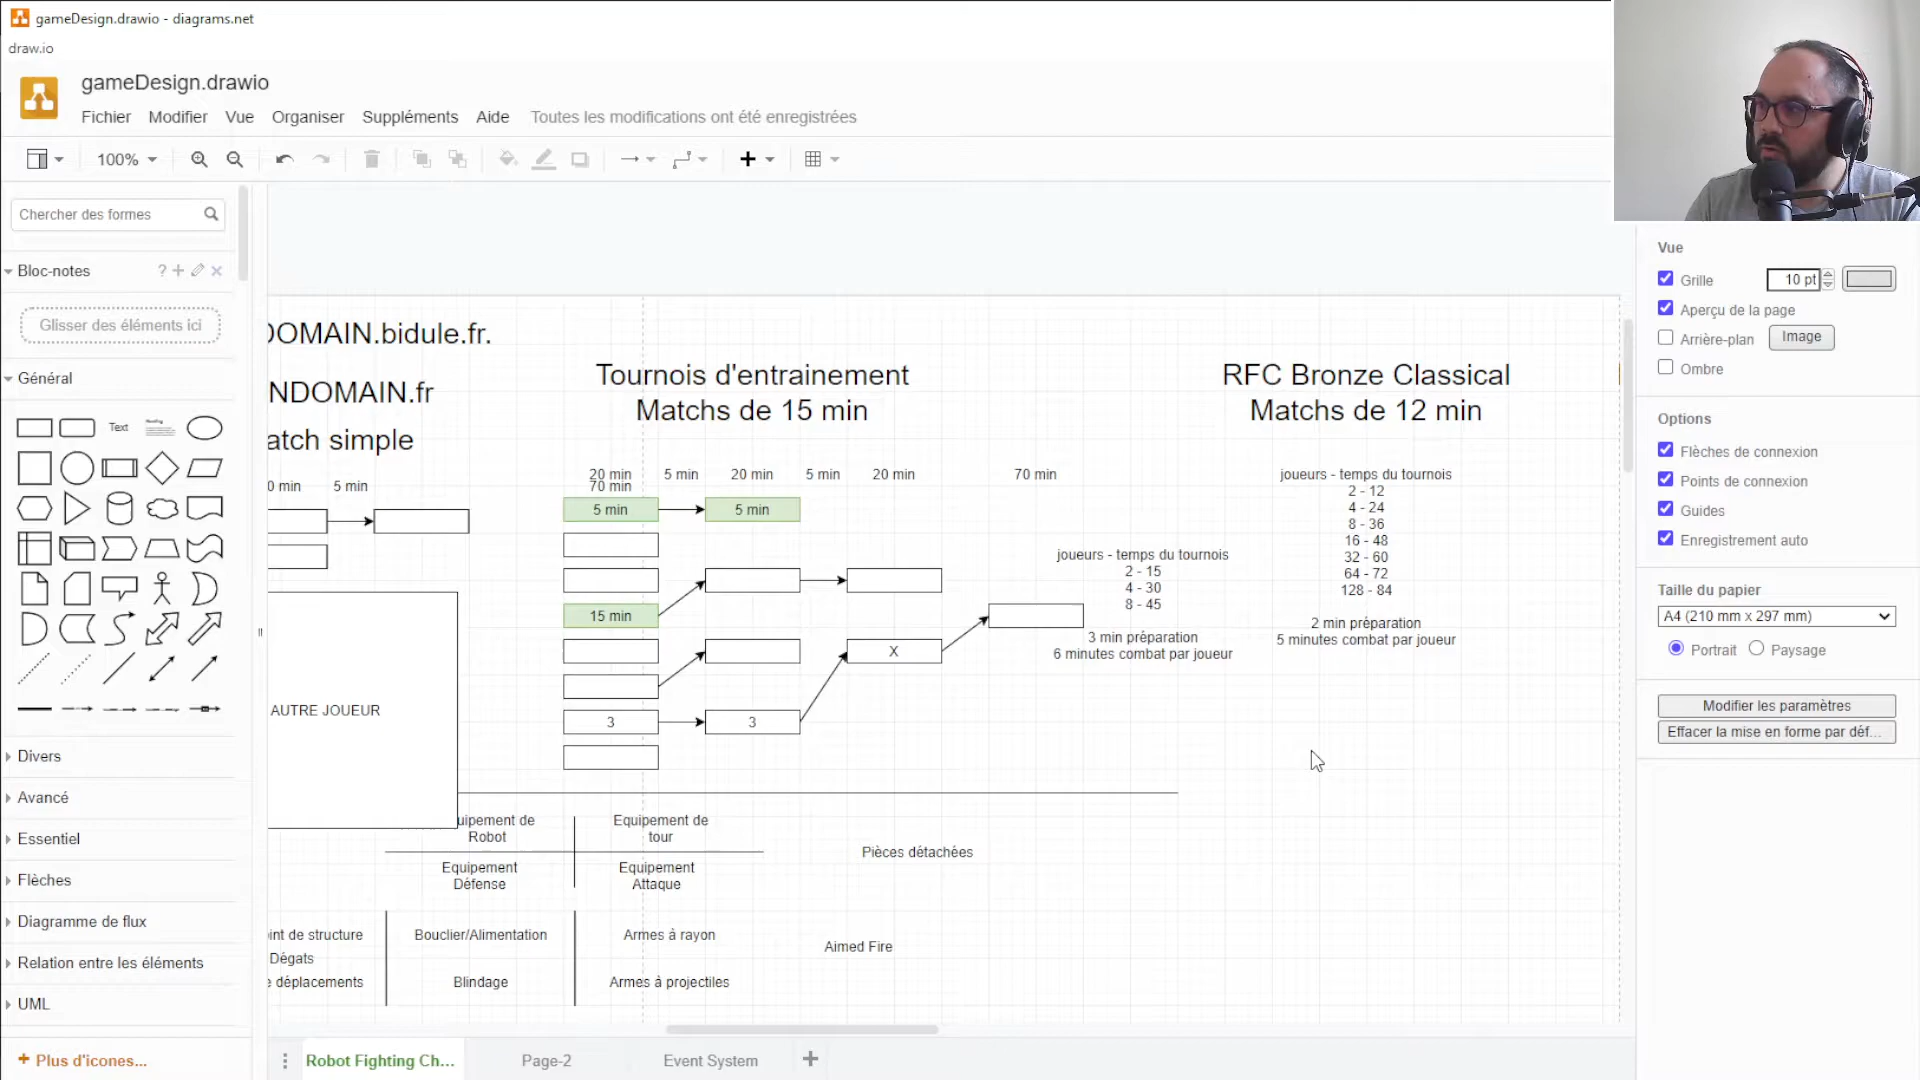 gameDesign.drawio - diagrams.net
draw.io
gameDesign.drawio
Fichier Modifier Vue Organiser Suppléments Aide Toutes les modifications ont été enregistrées
100%
Chercher des formes
Bloc-notes
?
Glisser des éléments ici
Général
Text
Heading
Divers
Avancé
Essentiel
Flèches
Diagramme de flux
Relation entre les éléments
UML
Plus d'icones...
DOMAIN.bidule.fr.
NDOMAIN.fr
atch simple
0 min 5 min
AUTRE JOUEUR
Tournois d'entrainement
Matchs de 15 min
20 min 5 min 20 min 5 min 20 min 70 min
70 min
5 min 5 min
15 min
X
3 3
joueurs - temps du tournois
2 - 15
4 - 30
8 - 45
3 min préparation
6 minutes combat par joueur
RFC Bronze Classical
Matchs de 12 min
joueurs - temps du tournois
2 - 12
4 - 24
8 - 36
16 - 48
32 - 60
64 - 72
128 - 84
2 min préparation
5 minutes combat par joueur
uipement de
Robot
Equipement de
tour
Equipement
Défense
Equipement
Attaque
Pièces détachées
int de structure
Dégats
e déplacements
Bouclier/Alimentation
Blindage
Armes à rayon
Armes à projectiles
Aimed Fire
Robot Fighting Ch... Page-2 Event System
Vue
Grille 10 pt
Aperçu de la page
Arrière-plan Image
Ombre
Options
Flèches de connexion
Points de connexion
Guides
Enregistrement auto
Taille du papier
A4 (210 mm x 297 mm)
Portrait Paysage
Modifier les paramètres
Effacer la mise en forme par déf...